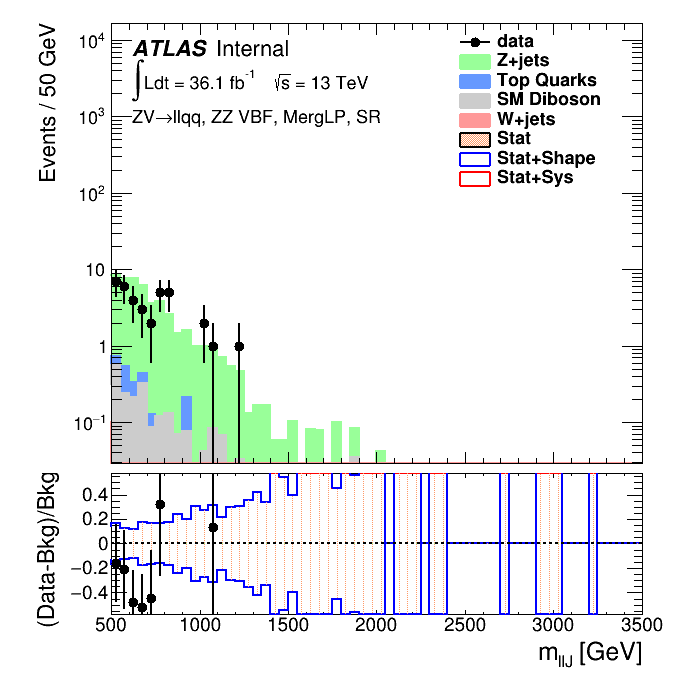 Events / 50 GeV
10⁴
10³
10²
10
1
10⁻¹
ATLAS Internal
∫Ldt = 36.1 fb⁻¹ √s = 13 TeV
ZV→llqq, ZZ VBF, MergLP, SR
data
Z+jets
Top Quarks
SM Diboson
W+jets
Stat
Stat+Shape
Stat+Sys
(Data-Bkg)/Bkg
0.4
0.2
0
−0.2
−0.4
500 1000 1500 2000 2500 3000 3500
m_llJ [GeV]